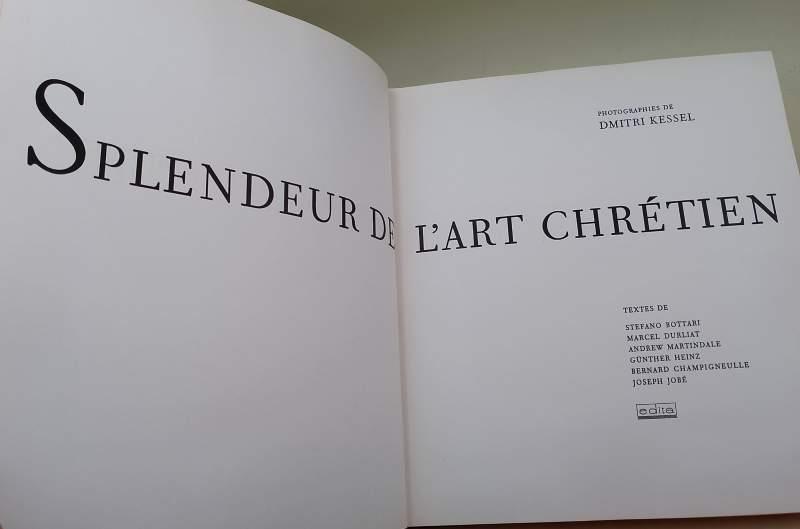 SPLENDEUR DE L'ART CHRÉTIEN
PHOTOGRAPHIES DE
DMITRI KESSEL
TEXTES DE
STEFANO BOTTARI
MARCEL DURLIAT
ANDREW MARTINDALE
GÜNTHER HEINZ
BERNARD CHAMPIGNEULLE
JOSEPH JOBÉ
edita